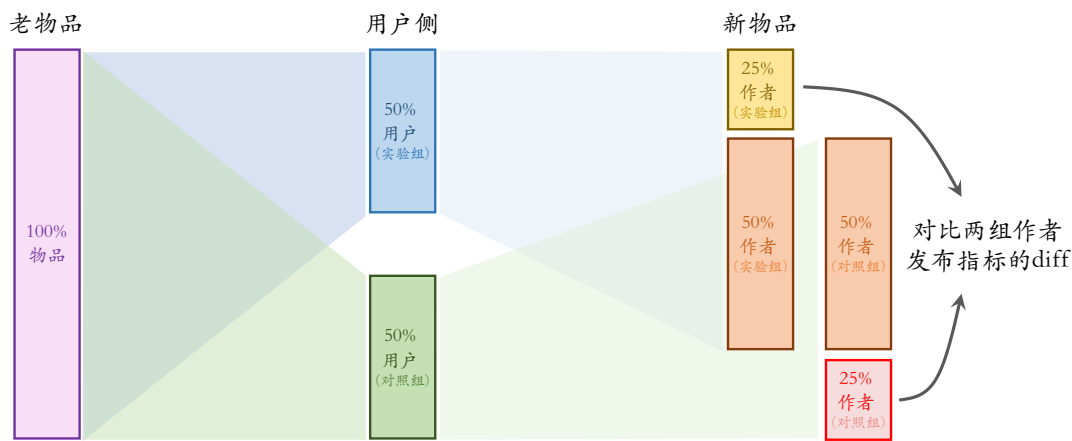 老物品
用户侧
新物品
100%
物品
50%
用户
(实验组)
50%
用户
(对照组)
25%
作者
(实验组)
50%
作者
(实验组)
50%
作者
(对照组)
25%
作者
(对照组)
对比两组作者
发布指标的diff